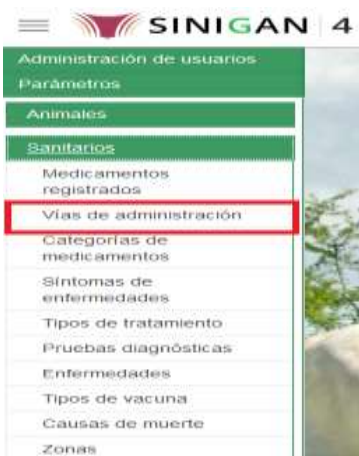 SINIGAN 4
Administración de usuarios
Parámetros
Animales
Sanitarios
Medicamentos
registrados
Vías de administración
Categorías de
medicamentos
Síntomas de
enfermedades
Tipos de tratamiento
Pruebas diagnósticas
Enfermedades
Tipos de vacuna
Causas de muerte
Zonas